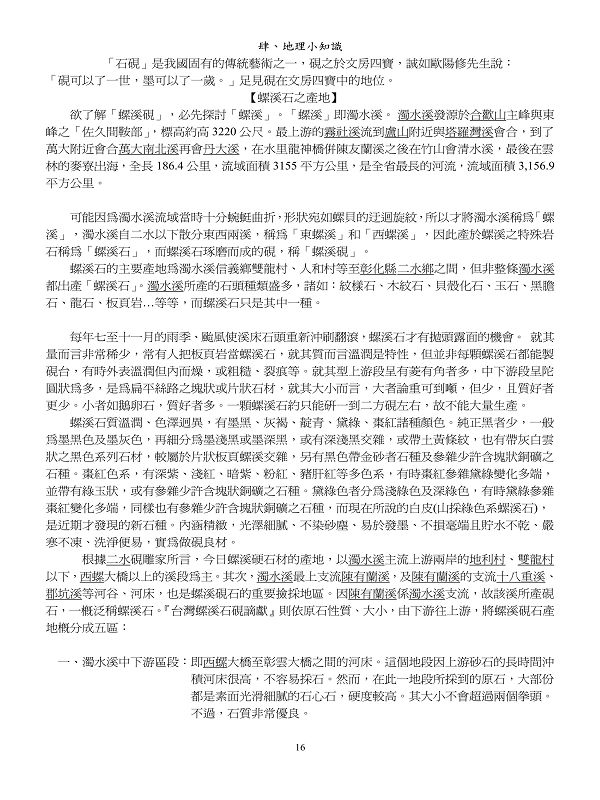 肆、地理小知識
「石硯」是我國固有的傳統藝術之一，硯之於文房四寶，誠如歐陽修先生說：
「硯可以了一世，墨可以了一歲。」足見硯在文房四寶中的地位。
【螺溪石之產地】
欲了解「螺溪硯」，必先探討「螺溪」。「螺溪」即濁水溪。 濁水溪發源於合歡山主峰與東
峰之「佐久間鞍部」，標高約高 3220 公尺。最上游的霧社溪流到廬山附近與塔羅灣溪會合，到了
萬大附近會合萬大南北溪再會丹大溪，在水里龍神橋併陳友蘭溪之後在竹山會清水溪，最後在雲
林的麥寮出海，全長 186.4 公里，流域面積 3155 平方公里，是全省最長的河流，流域面積 3,156.9
平方公里。
可能因為濁水溪流域當時十分蜿蜒曲折，形狀宛如螺貝的迂迴旋紋，所以才將濁水溪稱為「螺
溪」，濁水溪自二水以下散分東西兩溪，稱為「東螺溪」和「西螺溪」，因此產於螺溪之特殊岩
石稱為「螺溪石」，而螺溪石琢磨而成的硯，稱「螺溪硯」。
螺溪石的主要產地為濁水溪信義鄉雙龍村、人和村等至彰化縣二水鄉之間，但非整條濁水溪
都出產「螺溪石」。濁水溪所產的石頭種類盛多，諸如：紋樣石、木紋石、貝殼化石、玉石、黑膽
石、龍石、板頁岩…等等，而螺溪石只是其中一種。
每年七至十一月的雨季、颱風使溪床石頭重新沖刷翻滾，螺溪石才有拋頭露面的機會。 就其
量而言非常稀少，常有人把板頁岩當螺溪石，就其質而言溫潤是特性，但並非每顆螺溪石都能製
硯台，有時外表溫潤但內而燥，或粗糙、裂痕等。就其型上游段呈有菱有角者多，中下游段呈陀
圓狀為多，是為扁平絲路之塊狀或片狀石材，就其大小而言，大者論重可到噸，但少，且質好者
更少。小者如鵝卵石，質好者多。一顆螺溪石約只能研一到二方硯左右，故不能大量生產。
螺溪石質溫潤、色澤迥異，有墨黑、灰褐、靛青、黛綠、棗紅諸種顏色。純正黑者少，一般
為墨黑色及墨灰色，再細分為墨淺黑或墨深黑，或有深淺黑交雜，或帶土黃條紋，也有帶灰白雲
狀之黑色系列石材，較屬於片狀板頁螺溪交雜，另有黑色帶金砂者石種及參雜少許含塊狀銅礦之
石種。棗紅色系，有深紫、淺紅、暗紫、粉紅、豬肝紅等多色系，有時棗紅參雜黛綠變化多端，
並帶有綠玉狀，或有參雜少許含塊狀銅礦之石種。黛綠色者分為淺綠色及深綠色，有時黛綠參雜
棗紅變化多端，同樣也有參雜少許含塊狀銅礦石種，而現在所說的白皮(山採綠色系螺溪石)，
是近期才發現的新石種。內涵精緻，光澤細膩、不染砂塵、易於發墨、不損毫端且貯水不乾、嚴
寒不凍、洗淨便易，實為做硯良材。
根據二水硯雕家所言，今日螺溪硬石材的產地，以濁水溪主流上游兩岸的地利村、雙龍村
以下，西螺大橋以上的溪段為主。其次，濁水溪最上支流陳有蘭溪，及陳有蘭溪的支流十八重溪、
郡坑溪等河谷、河床，也是螺溪硯石的重要撿採地區。因陳有蘭溪係濁水溪支流，故該溪所產硯
石，一概泛稱螺溪石。『台灣螺溪石硯謫獻』則依原石性質、大小，由下游往上游，將螺溪硯石產
地概分成五區：
一、濁水溪中下游區段：即西螺大橋至彰雲大橋之間的河床。這個地段因上游砂石的長時間沖
積河床很高，不容易採石。然而，在此一地段所採到的原石，大部份
都是素面光滑細膩的石心石，硬度較高。其大小不會超過兩個拳頭。
不過，石質非常優良。
16